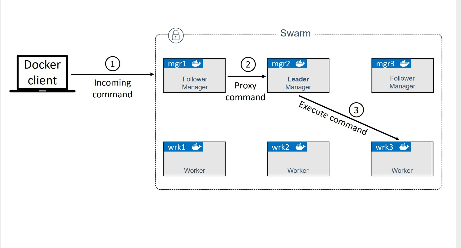 Swarm
Docker
client
1
Incoming
command
mgr1
Follower
Manager
2
Proxy
command
mgr2
Leader
Manager
mgr3
Follower
Manager
3
Execute command
wrk1
Worker
wrk2
Worker
wrk3
Worker